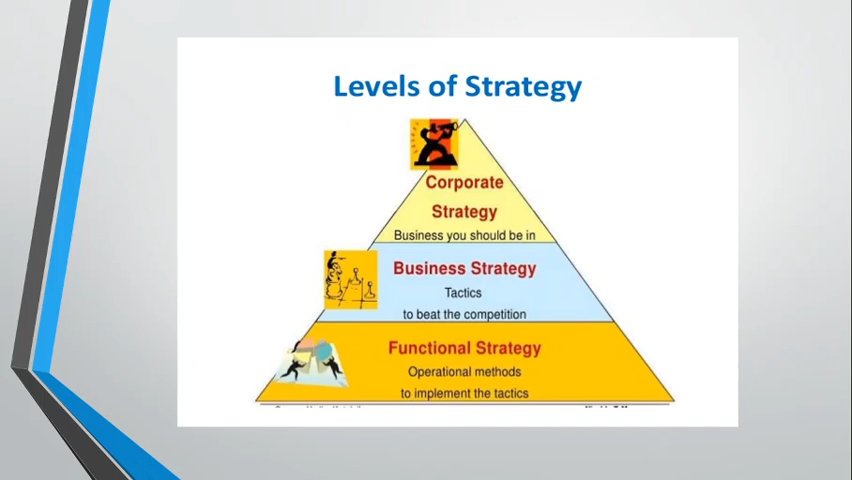 Levels of Strategy
Corporate
Strategy
Business you should be in
Business Strategy
Tactics
to beat the competition
Functional Strategy
Operational methods
to implement the tactics